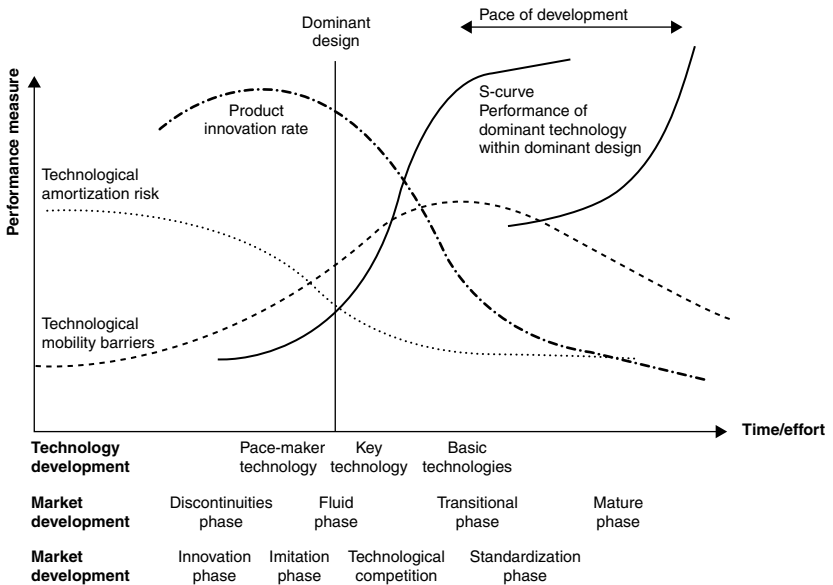 Pace of development
Dominant
design
Performance measure
Product
innovation rate
S-curve
Performance of
dominant technology
within dominant design
Technological
amortization risk
Technological
mobility barriers
Time/effort
Technology
development
Pace-maker
technology
Key
technology
Basic
technologies
Market
development
Discontinuities
phase
Fluid
phase
Transitional
phase
Mature
phase
Market
development
Innovation
phase
Imitation
phase
Technological
competition
Standardization
phase